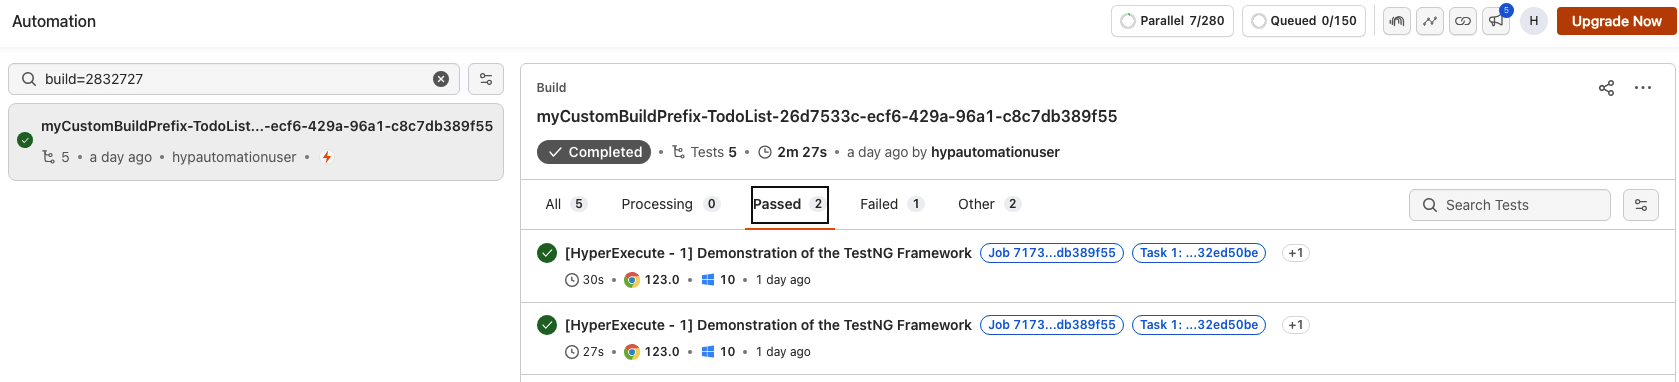 Automation
Parallel 7/280
Queued 0/150
5
H
Upgrade Now
build=2832727
myCustomBuildPrefix-TodoList...-ecf6-429a-96a1-c8c7db389f55
5 • a day ago • hypautomationuser •
Build
myCustomBuildPrefix-TodoList-26d7533c-ecf6-429a-96a1-c8c7db389f55
Completed • Tests 5 • 2m 27s • a day ago by hypautomationuser
All 5 Processing 0 Passed 2 Failed 1 Other 2
Search Tests
[HyperExecute - 1] Demonstration of the TestNG Framework Job 7173...db389f55 Task 1: ...32ed50be +1
30s • 123.0 • 10 • 1 day ago
[HyperExecute - 1] Demonstration of the TestNG Framework Job 7173...db389f55 Task 1: ...32ed50be +1
27s • 123.0 • 10 • 1 day ago